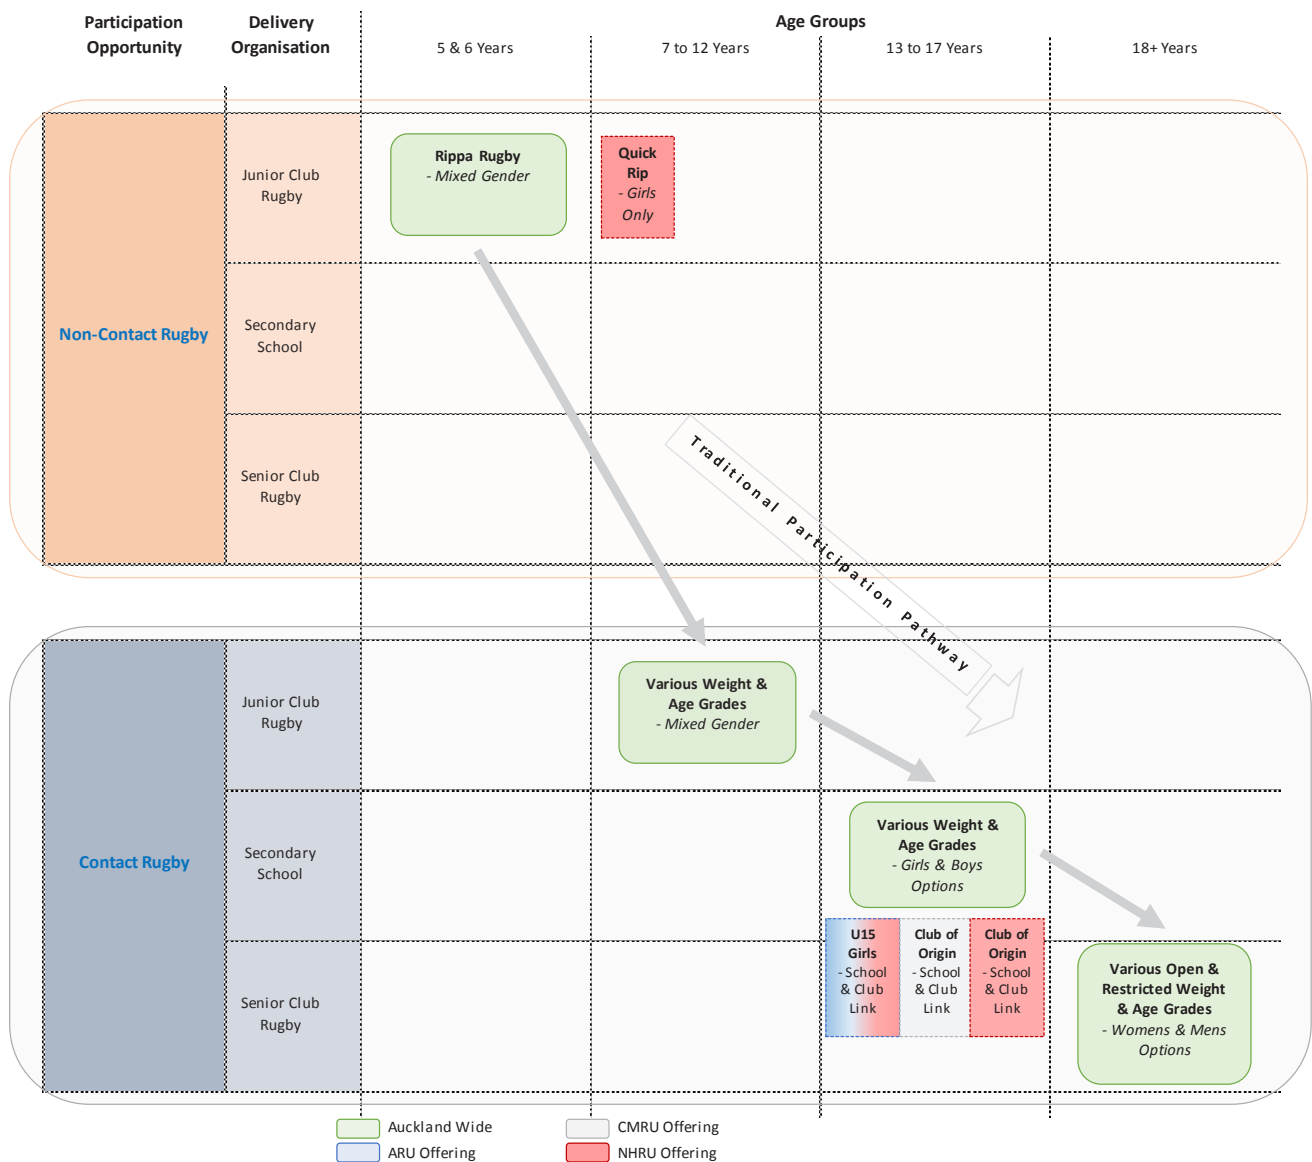 Participation
Opportunity
Delivery
Organisation
Age Groups
5 & 6 Years
7 to 12 Years
13 to 17 Years
18+ Years
Non-Contact Rugby
Junior Club
Rugby
Rippa Rugby
- Mixed Gender
Quick
Rip
- Girls
Only
Secondary
School
Senior Club
Rugby
Traditional Participation Pathway
Contact Rugby
Junior Club
Rugby
Various Weight &
Age Grades
- Mixed Gender
Secondary
School
Various Weight &
Age Grades
- Girls & Boys
Options
Senior Club
Rugby
U15
Girls
- School
& Club
Link
Club of
Origin
- School
& Club
Link
Club of
Origin
- School
& Club
Link
Various Open &
Restricted Weight
& Age Grades
- Womens & Mens
Options
Auckland Wide
CMRU Offering
ARU Offering
NHRU Offering